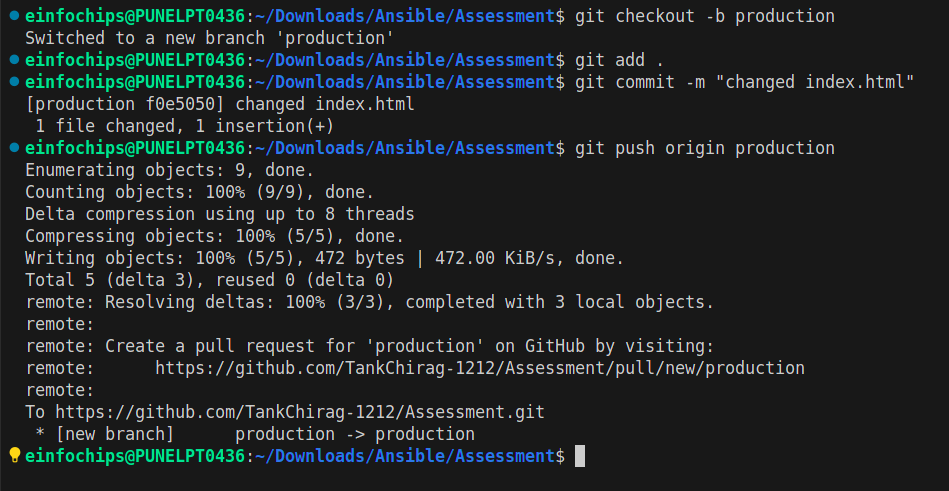 einfochips@PUNELPT0436:~/Downloads/Ansible/Assessment$ git checkout -b production
Switched to a new branch 'production'
einfochips@PUNELPT0436:~/Downloads/Ansible/Assessment$ git add .
einfochips@PUNELPT0436:~/Downloads/Ansible/Assessment$ git commit -m "changed index.html"
[production f0e5050] changed index.html
 1 file changed, 1 insertion(+)
einfochips@PUNELPT0436:~/Downloads/Ansible/Assessment$ git push origin production
Enumerating objects: 9, done.
Counting objects: 100% (9/9), done.
Delta compression using up to 8 threads
Compressing objects: 100% (5/5), done.
Writing objects: 100% (5/5), 472 bytes | 472.00 KiB/s, done.
Total 5 (delta 3), reused 0 (delta 0)
remote: Resolving deltas: 100% (3/3), completed with 3 local objects.
remote:
remote: Create a pull request for 'production' on GitHub by visiting:
remote:      https://github.com/TankChirag-1212/Assessment/pull/new/production
remote:
To https://github.com/TankChirag-1212/Assessment.git
 * [new branch]      production -> production
einfochips@PUNELPT0436:~/Downloads/Ansible/Assessment$